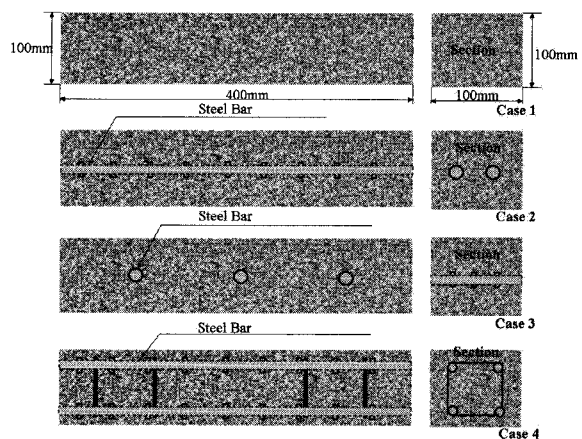 100mm
Section
100mm
400mm
100mm
Case 1
Steel Bar
Section
Case 2
Steel Bar
Section
Case 3
Steel Bar
Section
Case 4